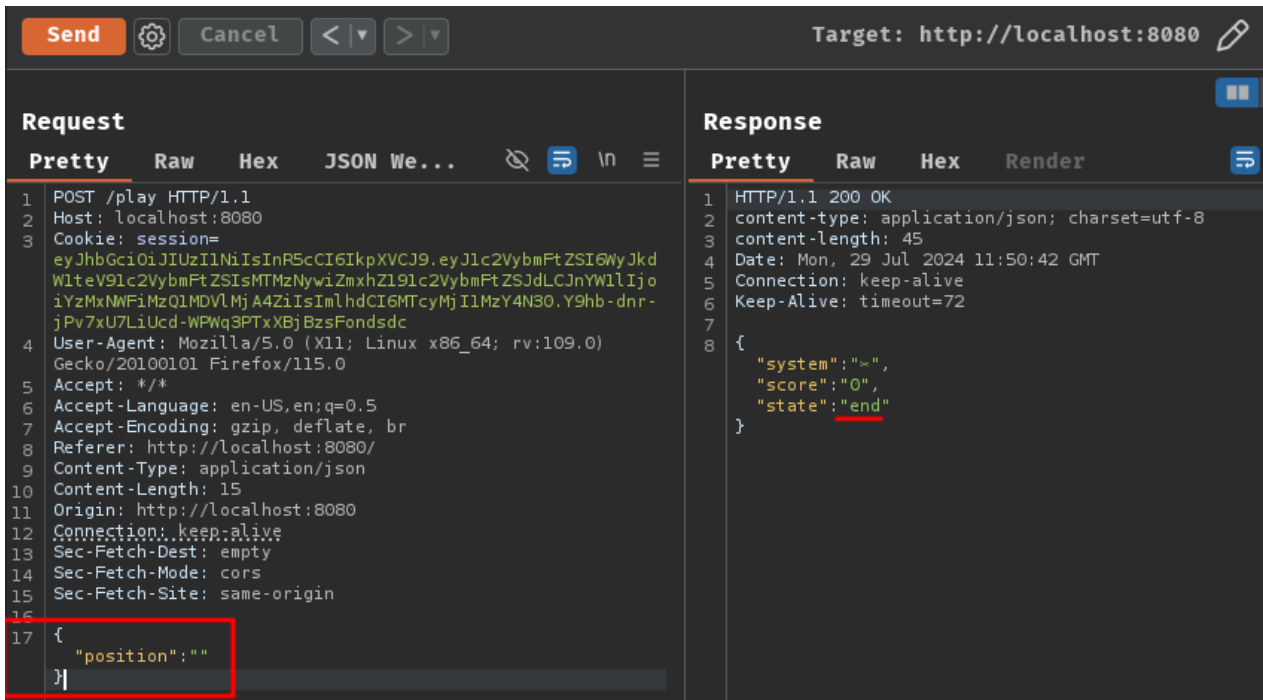 Send Cancel < > Target: http://localhost:8080
Request
Pretty Raw Hex JSON We... \n
1 POST /play HTTP/1.1
2 Host: localhost:8080
3 Cookie: session=
eyJhbGciOiJIUzI1NiIsInR5cCI6IkpXVCJ9.eyJ1c2VybmFtZSI6WyJkd
W1teV91c2VybmFtZSIsMTMzNywiZmxhZ191c2VybmFtZSJdLCJnYW1lIjo
iYzMxNWFiMzQ1MDVlMjA4ZiIsImlhdCI6MTcyMjI1MzY4N30.Y9hb-dnr-
jPv7xU7LiUcd-WPWq3PTxXBjBzsFondsdc
4 User-Agent: Mozilla/5.0 (X11; Linux x86_64; rv:109.0)
Gecko/20100101 Firefox/115.0
5 Accept: */*
6 Accept-Language: en-US,en;q=0.5
7 Accept-Encoding: gzip, deflate, br
8 Referer: http://localhost:8080/
9 Content-Type: application/json
10 Content-Length: 15
11 Origin: http://localhost:8080
12 Connection: keep-alive
13 Sec-Fetch-Dest: empty
14 Sec-Fetch-Mode: cors
15 Sec-Fetch-Site: same-origin
16
17 {
"position":""
}
Response
Pretty Raw Hex Render
1 HTTP/1.1 200 OK
2 content-type: application/json; charset=utf-8
3 content-length: 45
4 Date: Mon, 29 Jul 2024 11:50:42 GMT
5 Connection: keep-alive
6 Keep-Alive: timeout=72
7
8 {
"system":"✂",
"score":"0",
"state":"end"
}